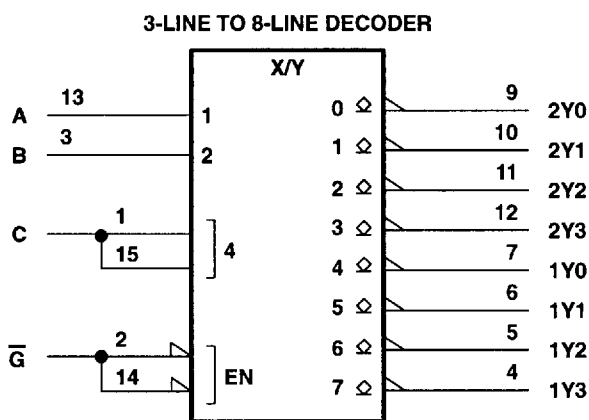 3-LINE TO 8-LINE DECODER
X/Y
A 13 1 0 9 2Y0
B 3 2 1 10 2Y1
2 11 2Y2
C 1 3 12 2Y3
15 4 4 7 1Y0
5 6 1Y1
G 2 6 5 1Y2
14 EN 7 4 1Y3